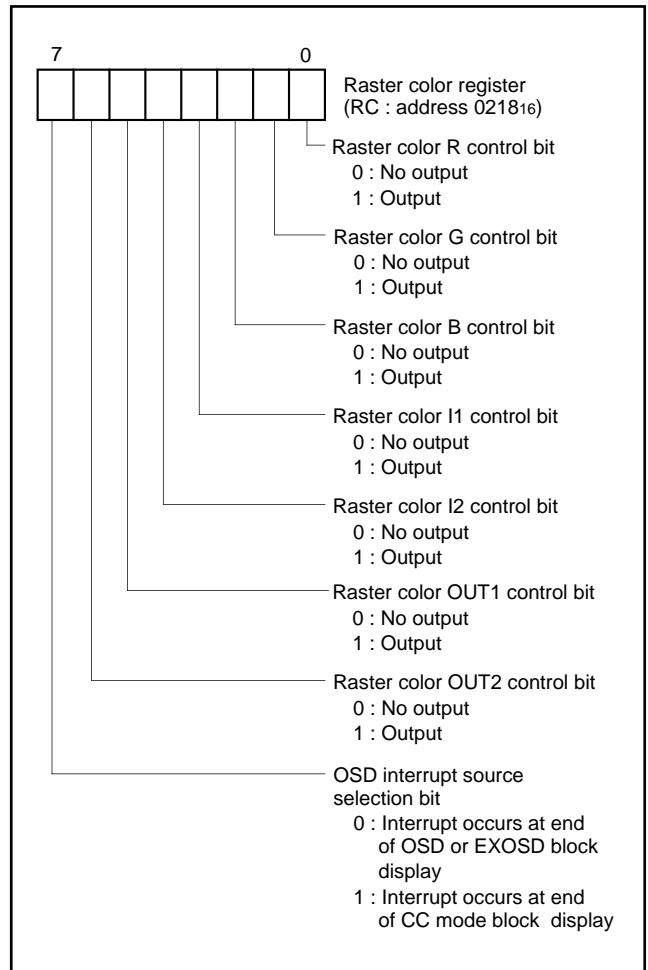 7 0
Raster color register
(RC : address 021816)
Raster color R control bit
0 : No output
1 : Output
Raster color G control bit
0 : No output
1 : Output
Raster color B control bit
0 : No output
1 : Output
Raster color I1 control bit
0 : No output
1 : Output
Raster color I2 control bit
0 : No output
1 : Output
Raster color OUT1 control bit
0 : No output
1 : Output
Raster color OUT2 control bit
0 : No output
1 : Output
OSD interrupt source
selection bit
0 : Interrupt occurs at end
of OSD or EXOSD block
display
1 : Interrupt occurs at end
of CC mode block display